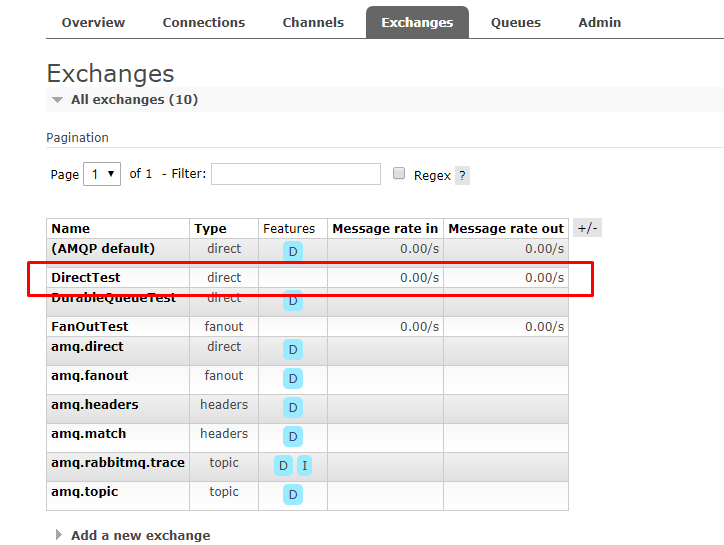 Overview Connections Channels Exchanges Queues Admin
Exchanges
All exchanges (10)
Pagination
Page 1 of 1 - Filter: Regex ?
Name Type Features Message rate in Message rate out +/-
(AMQP default) direct D 0.00/s 0.00/s
DirectTest direct 0.00/s 0.00/s
DurableQueueTest direct D
FanOutTest fanout 0.00/s 0.00/s
amq.direct direct D
amq.fanout fanout D
amq.headers headers D
amq.match headers D
amq.rabbitmq.trace topic D I
amq.topic topic D
Add a new exchange